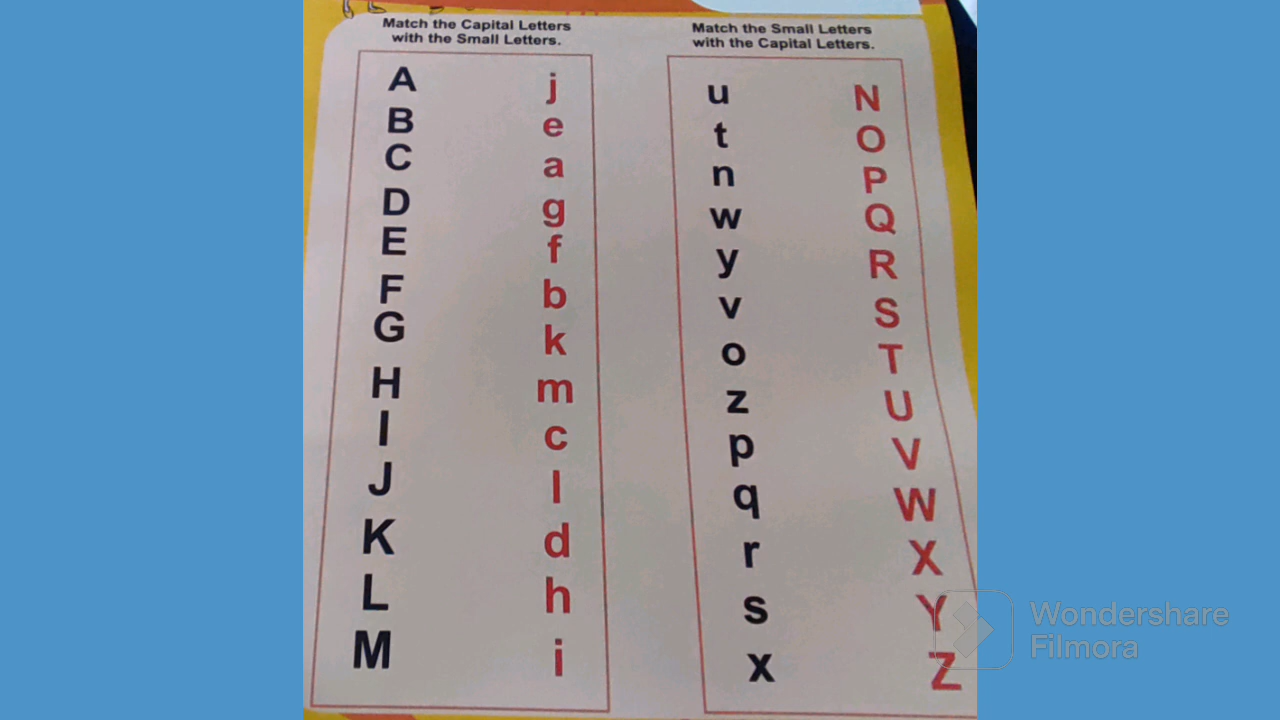 Match the Capital Letters
with the Small Letters.
A j
B e
C a
D g
E f
F b
G k
H m
I c
J l
K d
L h
M i
Match the Small Letters
with the Capital Letters.
u N
t O
n P
w Q
y R
v S
o T
z U
p V
q W
r X
s Y
x Z
Wondershare
Filmora